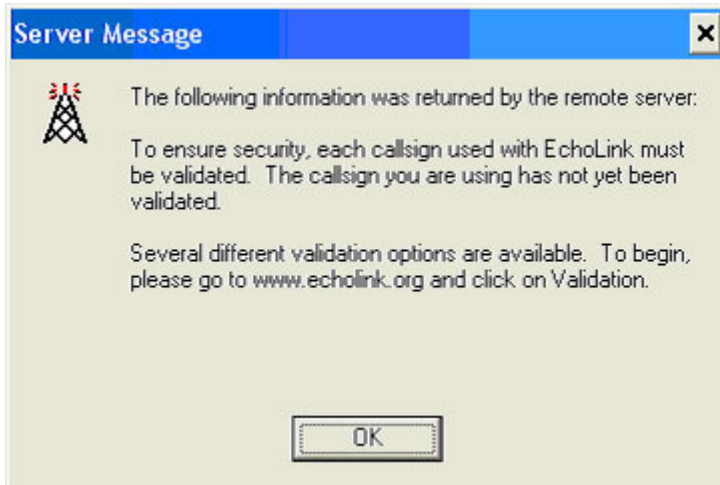 Server Message
The following information was returned by the remote server:
To ensure security, each callsign used with EchoLink must
be validated.  The callsign you are using has not yet been
validated.
Several different validation options are available.  To begin,
please go to www.echolink.org and click on Validation.
OK